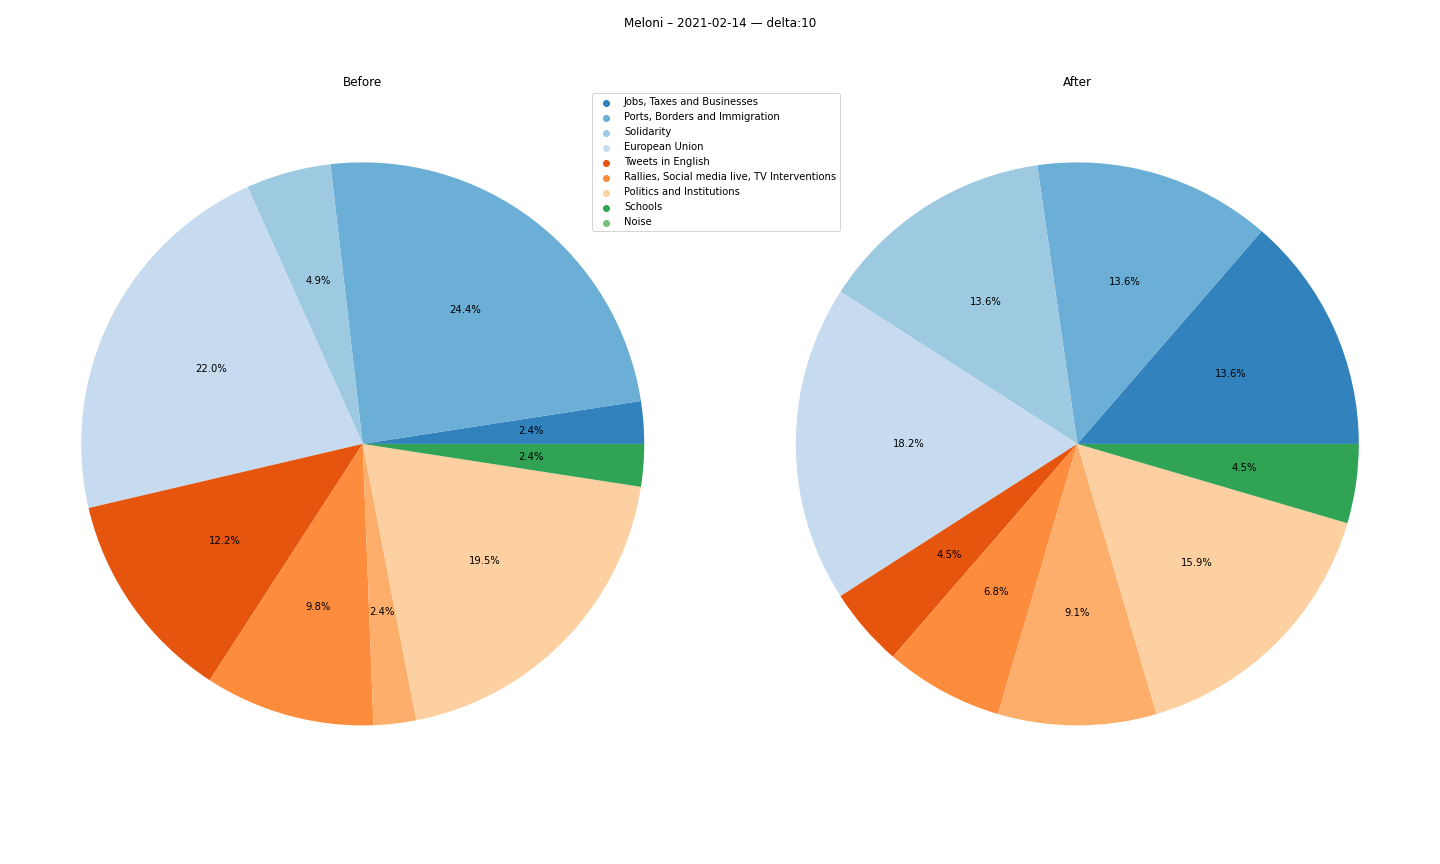 Meloni – 2021-02-14 — delta:10
Before
After
Jobs, Taxes and Businesses
Ports, Borders and Immigration
Solidarity
European Union
Tweets in English
Rallies, Social media live, TV Interventions
Politics and Institutions
Schools
Noise
4.9%
24.4%
22.0%
2.4%
2.4%
12.2%
19.5%
9.8%
2.4%
13.6%
13.6%
13.6%
18.2%
4.5%
4.5%
15.9%
6.8%
9.1%